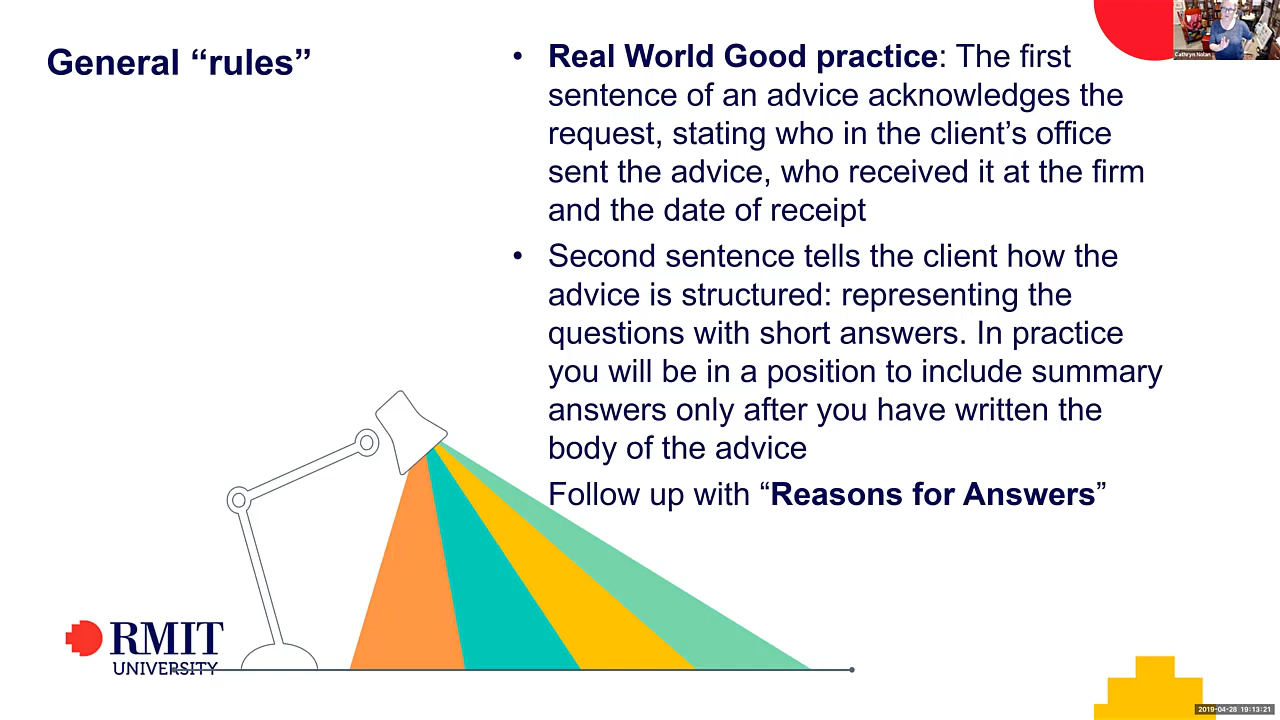 General “rules”
• Real World Good practice: The first
sentence of an advice acknowledges the
request, stating who in the client’s office
sent the advice, who received it at the firm
and the date of receipt
• Second sentence tells the client how the
advice is structured: representing the
questions with short answers. In practice
you will be in a position to include summary
answers only after you have written the
body of the advice
Follow up with “Reasons for Answers”
RMIT
UNIVERSITY
Cathryn Nolan
2019-04-28 19:13:21